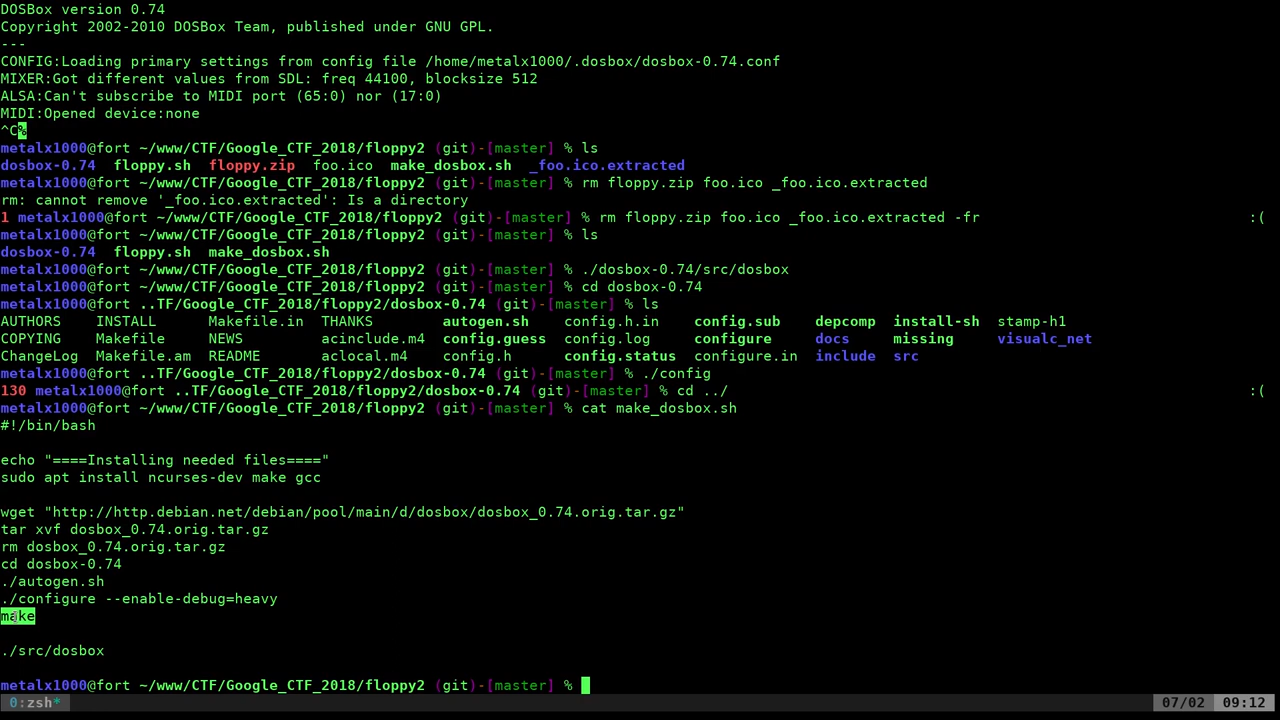 DOSBox version 0.74
Copyright 2002-2010 DOSBox Team, published under GNU GPL.
---
CONFIG:Loading primary settings from config file /home/metalx1000/.dosbox/dosbox-0.74.conf
MIXER:Got different values from SDL: freq 44100, blocksize 512
ALSA:Can't subscribe to MIDI port (65:0) nor (17:0)
MIDI:Opened device:none
^C%
metalx1000@fort ~/www/CTF/Google_CTF_2018/floppy2 (git)-[master] % ls
dosbox-0.74  floppy.sh  floppy.zip  foo.ico  make_dosbox.sh  _foo.ico.extracted
metalx1000@fort ~/www/CTF/Google_CTF_2018/floppy2 (git)-[master] % rm floppy.zip foo.ico _foo.ico.extracted
rm: cannot remove '_foo.ico.extracted': Is a directory
1 metalx1000@fort ~/www/CTF/Google_CTF_2018/floppy2 (git)-[master] % rm floppy.zip foo.ico _foo.ico.extracted -fr :(
metalx1000@fort ~/www/CTF/Google_CTF_2018/floppy2 (git)-[master] % ls
dosbox-0.74  floppy.sh  make_dosbox.sh
metalx1000@fort ~/www/CTF/Google_CTF_2018/floppy2 (git)-[master] % ./dosbox-0.74/src/dosbox
metalx1000@fort ~/www/CTF/Google_CTF_2018/floppy2 (git)-[master] % cd dosbox-0.74
metalx1000@fort ..TF/Google_CTF_2018/floppy2/dosbox-0.74 (git)-[master] % ls
AUTHORS    INSTALL      Makefile.in  THANKS        autogen.sh    config.h.in    config.sub    depcomp  install-sh  stamp-h1
COPYING    Makefile     NEWS         acinclude.m4  config.guess  config.log     configure     docs     missing     visualc_net
ChangeLog  Makefile.am  README       aclocal.m4    config.h      config.status  configure.in  include  src
metalx1000@fort ..TF/Google_CTF_2018/floppy2/dosbox-0.74 (git)-[master] % ./config
130 metalx1000@fort ..TF/Google_CTF_2018/floppy2/dosbox-0.74 (git)-[master] % cd ../ :(
metalx1000@fort ~/www/CTF/Google_CTF_2018/floppy2 (git)-[master] % cat make_dosbox.sh
#!/bin/bash
echo "====Installing needed files===="
sudo apt install ncurses-dev make gcc
wget "http://http.debian.net/debian/pool/main/d/dosbox/dosbox_0.74.orig.tar.gz"
tar xvf dosbox_0.74.orig.tar.gz
rm dosbox_0.74.orig.tar.gz
cd dosbox-0.74
./autogen.sh
./configure --enable-debug=heavy
make
./src/dosbox
metalx1000@fort ~/www/CTF/Google_CTF_2018/floppy2 (git)-[master] %
0:zsh* 07/02 09:12